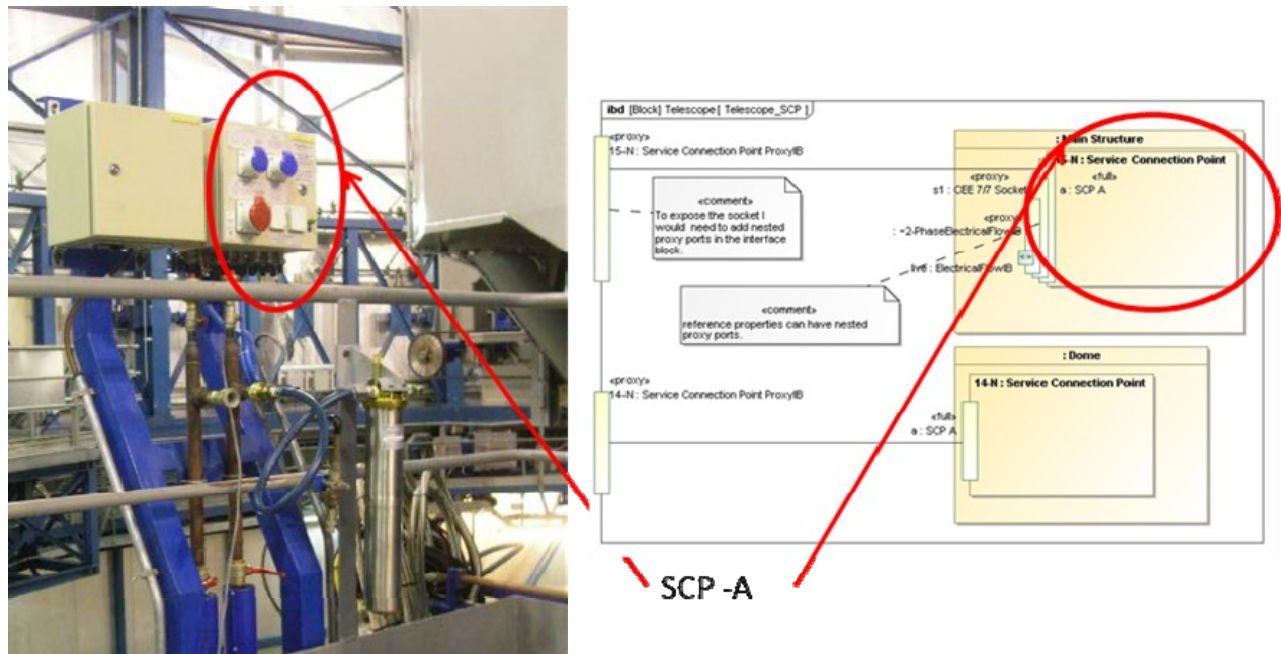 ibd [Block] Telescope[ Telescope_SCP ]
«proxy»
15-N : Service Connection Point ProxyIB
: Main Structure
15-N : Service Connection Point
«proxy»
s1 : CEE 7/7 Socket
«full»
a : SCP A
«proxy»
: ~2-PhaseElectricalFlowIB
live : ElectricalFlowIB
«comment»
To expose the socket I
would need to add nested
proxy ports in the interface
block.
«comment»
reference properties can have nested
proxy ports.
: Dome
«proxy»
14-N : Service Connection Point ProxyIB
14-N : Service Connection Point
«full»
a : SCP A
SCP -A